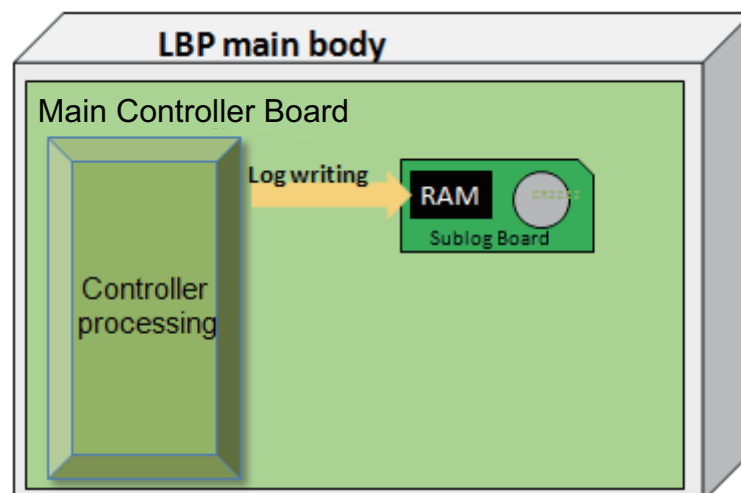 LBP main body
Main Controller Board
Log writing
RAM
Sublog Board
Controller
processing